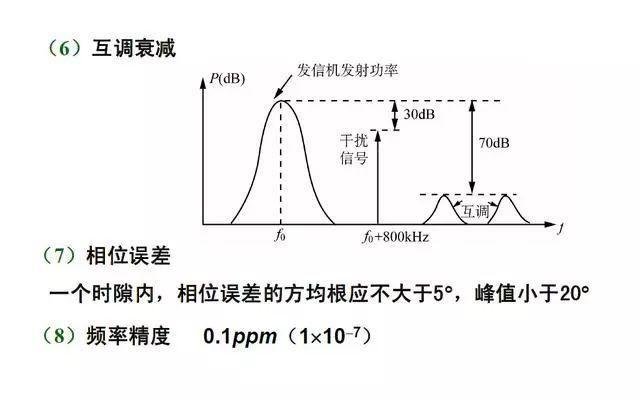 （6）互调衰减
发信机发射功率
P(dB)
30dB
干扰
信号
70dB
互调
f₀
f₀+800kHz
f
（7）相位误差
一个时隙内，相位误差的方均根应不大于5°，峰值小于20°
（8）频率精度 0.1ppm（1×10⁻⁷）